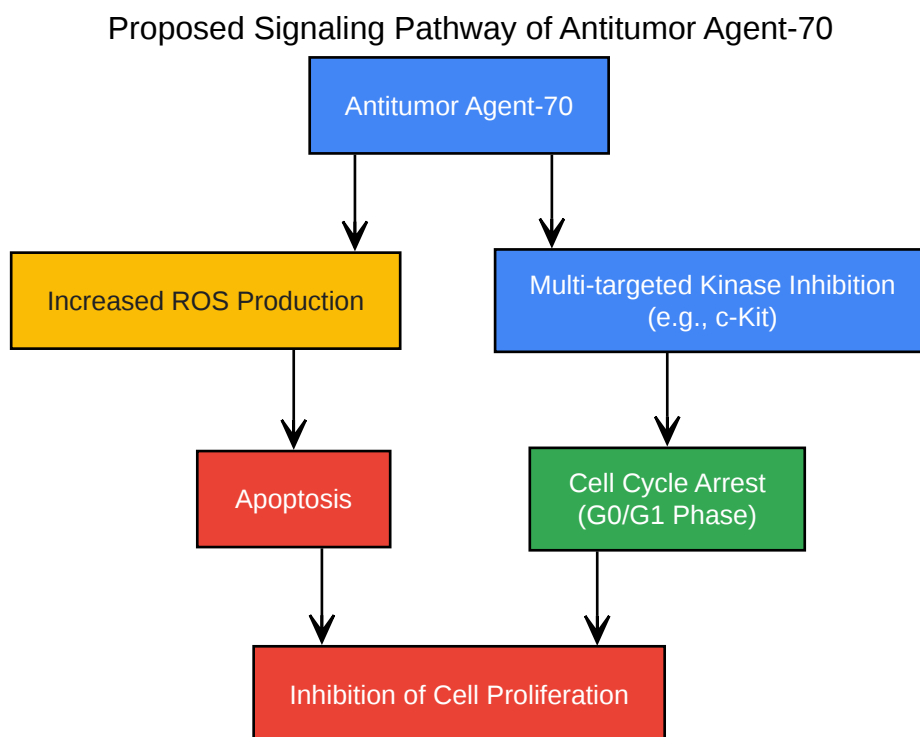 Proposed Signaling Pathway of Antitumor Agent-70
Antitumor Agent-70
Increased ROS Production
Multi-targeted Kinase Inhibition
(e.g., c-Kit)
Apoptosis
Cell Cycle Arrest
(G0/G1 Phase)
Inhibition of Cell Proliferation